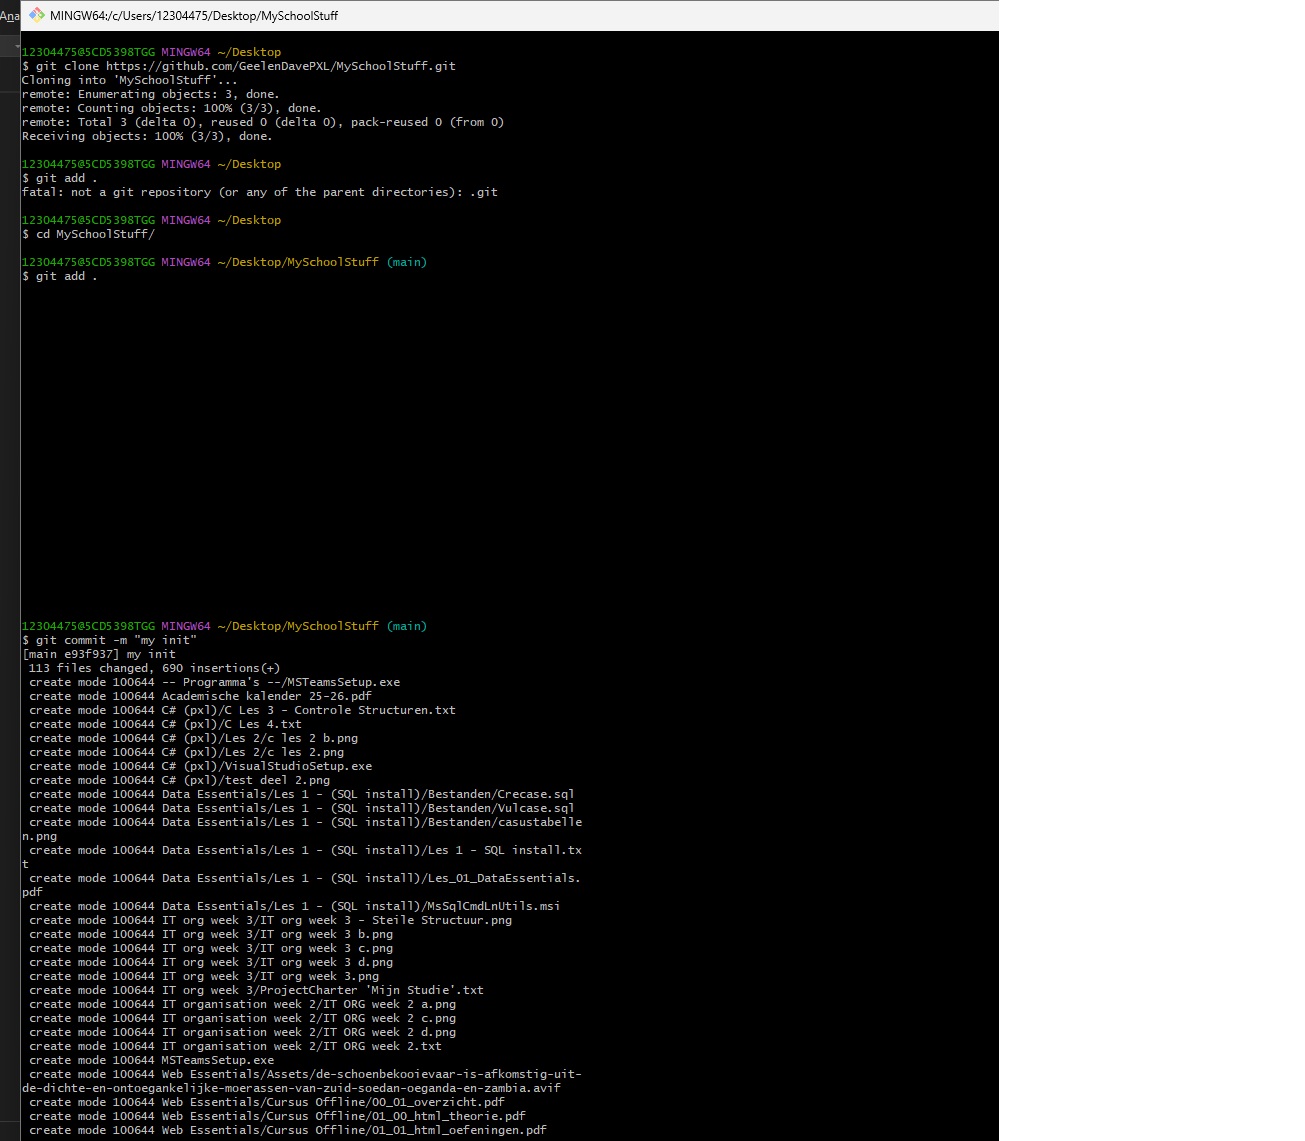 Ana
MINGW64:/c/Users/12304475/Desktop/MySchoolStuff
12304475@5CD5398TGG MINGW64 ~/Desktop
$ git clone https://github.com/GeelenDavePXL/MySchoolStuff.git
Cloning into 'MySchoolStuff'...
remote: Enumerating objects: 3, done.
remote: Counting objects: 100% (3/3), done.
remote: Total 3 (delta 0), reused 0 (delta 0), pack-reused 0 (from 0)
Receiving objects: 100% (3/3), done.
12304475@5CD5398TGG MINGW64 ~/Desktop
$ git add .
fatal: not a git repository (or any of the parent directories): .git
12304475@5CD5398TGG MINGW64 ~/Desktop
$ cd MySchoolStuff/
12304475@5CD5398TGG MINGW64 ~/Desktop/MySchoolStuff (main)
$ git add .
12304475@5CD5398TGG MINGW64 ~/Desktop/MySchoolStuff (main)
$ git commit -m "my init"
[main e93f937] my init
113 files changed, 690 insertions(+)
create mode 100644 -- Programma's --/MSTeamsSetup.exe
create mode 100644 Academische kalender 25-26.pdf
create mode 100644 C# (pxl)/C Les 3 - Controle Structuren.txt
create mode 100644 C# (pxl)/C Les 4.txt
create mode 100644 C# (pxl)/Les 2/c les 2 b.png
create mode 100644 C# (pxl)/Les 2/c les 2.png
create mode 100644 C# (pxl)/VisualStudioSetup.exe
create mode 100644 C# (pxl)/test deel 2.png
create mode 100644 Data Essentials/Les 1 - (SQL install)/Bestanden/Crecase.sql
create mode 100644 Data Essentials/Les 1 - (SQL install)/Bestanden/Vulcase.sql
create mode 100644 Data Essentials/Les 1 - (SQL install)/Bestanden/casustabelle
n.png
create mode 100644 Data Essentials/Les 1 - (SQL install)/Les 1 - SQL install.tx
t
create mode 100644 Data Essentials/Les 1 - (SQL install)/Les_01_DataEssentials.
pdf
create mode 100644 Data Essentials/Les 1 - (SQL install)/MsSqlCmdLnUtils.msi
create mode 100644 IT org week 3/IT org week 3 - Steile Structuur.png
create mode 100644 IT org week 3/IT org week 3 b.png
create mode 100644 IT org week 3/IT org week 3 c.png
create mode 100644 IT org week 3/IT org week 3 d.png
create mode 100644 IT org week 3/IT org week 3.png
create mode 100644 IT org week 3/ProjectCharter 'Mijn Studie'.txt
create mode 100644 IT organisation week 2/IT ORG week 2 a.png
create mode 100644 IT organisation week 2/IT ORG week 2 c.png
create mode 100644 IT organisation week 2/IT ORG week 2 d.png
create mode 100644 IT organisation week 2/IT ORG week 2.txt
create mode 100644 MSTeamsSetup.exe
create mode 100644 Web Essentials/Assets/de-schoenbekooievaar-is-afkomstig-uit-
de-dichte-en-ontoegankelijke-moerassen-van-zuid-soedan-oeganda-en-zambia.avif
create mode 100644 Web Essentials/Cursus Offline/00_01_overzicht.pdf
create mode 100644 Web Essentials/Cursus Offline/01_00_html_theorie.pdf
create mode 100644 Web Essentials/Cursus Offline/01_01_html_oefeningen.pdf